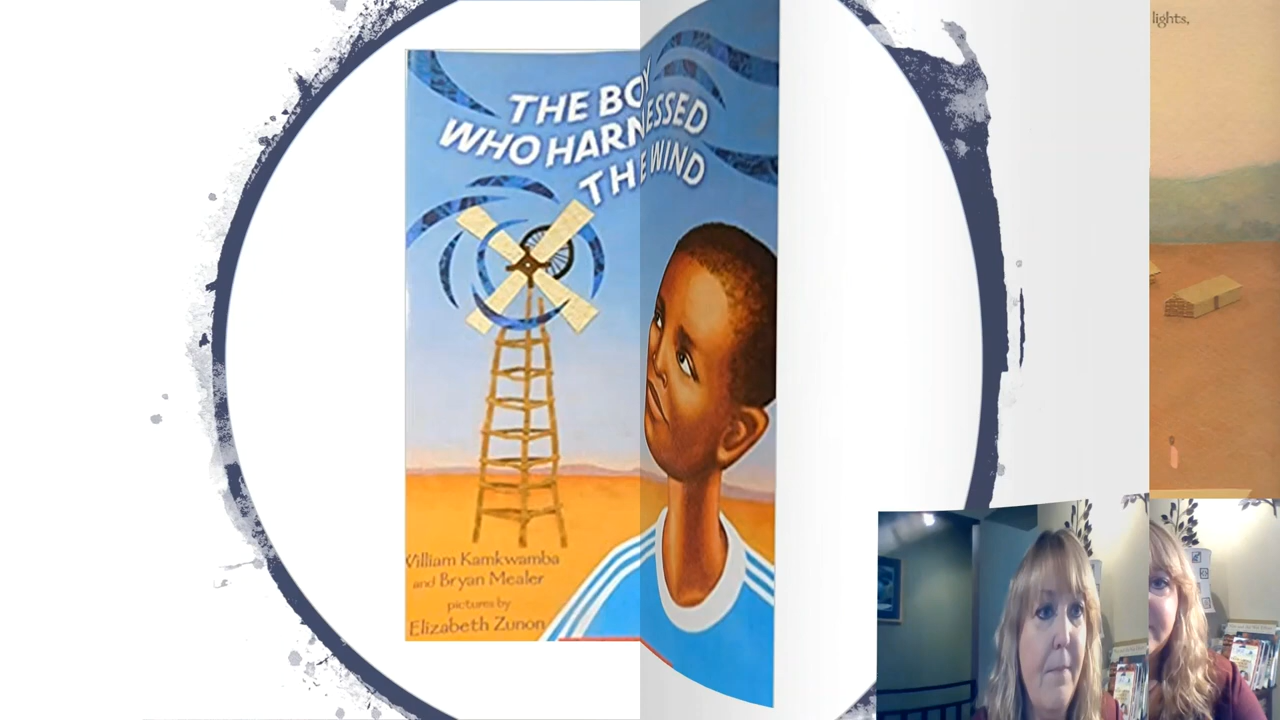 THE BOY
WHO HARNESSED
THE WIND
William Kamkwamba
and Bryan Mealer
pictures by
Elizabeth Zunon
lights,